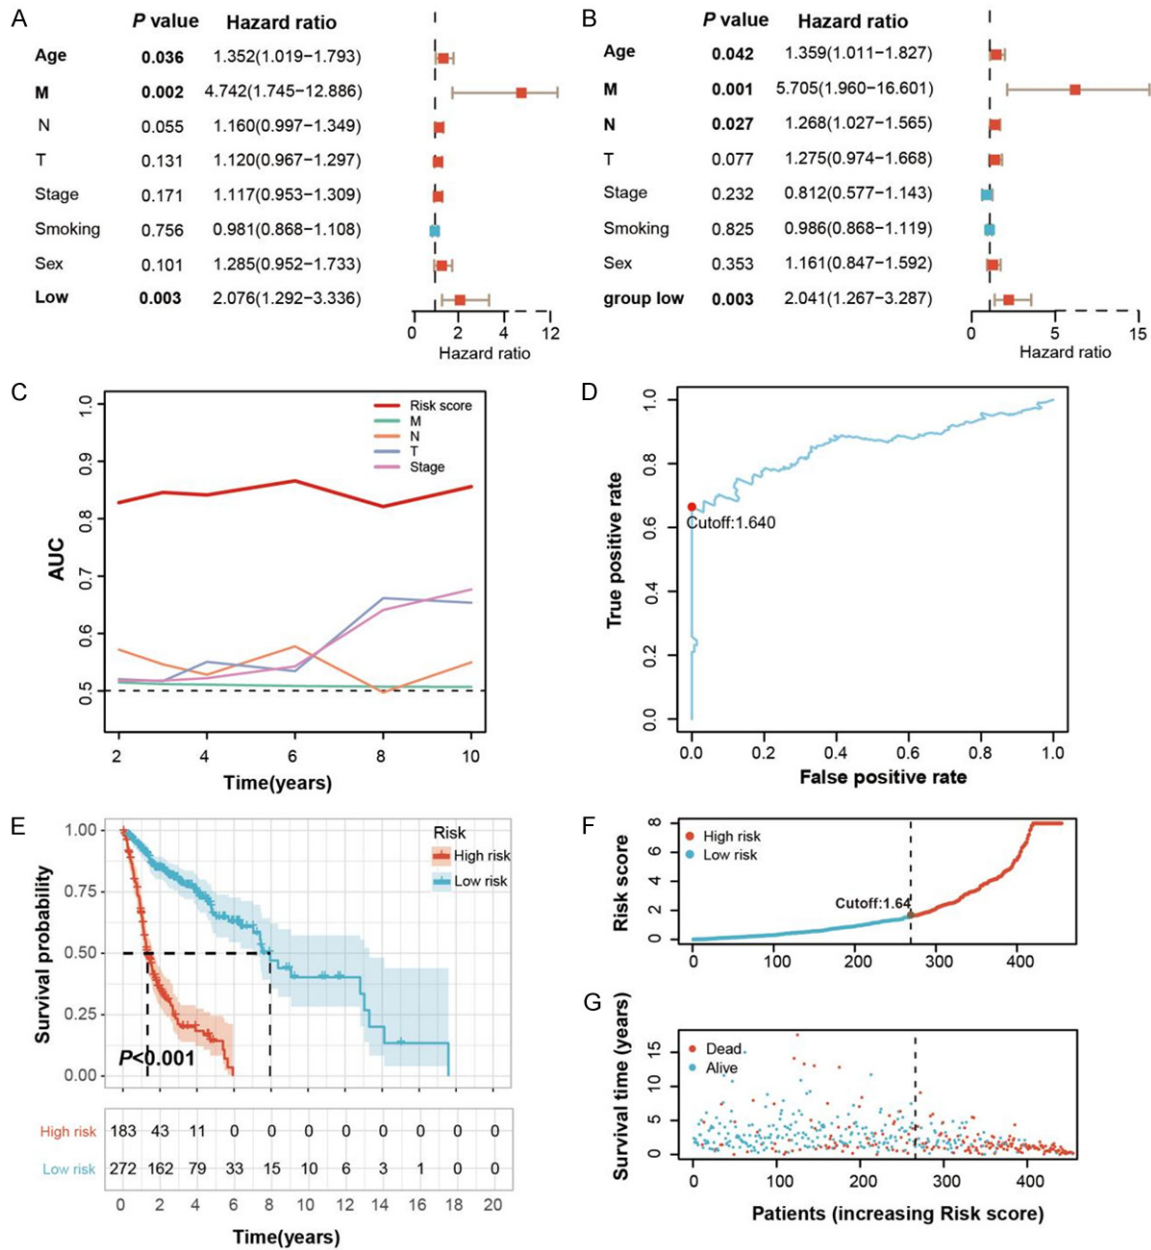 A
P value Hazard ratio
Age 0.036 1.352(1.019−1.793)
M 0.002 4.742(1.745−12.886)
N 0.055 1.160(0.997−1.349)
T 0.131 1.120(0.967−1.297)
Stage 0.171 1.117(0.953−1.309)
Smoking 0.756 0.981(0.868−1.108)
Sex 0.101 1.285(0.952−1.733)
Low 0.003 2.076(1.292−3.336)
0 2 4 12
Hazard ratio
B
P value Hazard ratio
Age 0.042 1.359(1.011−1.827)
M 0.001 5.705(1.960−16.601)
N 0.027 1.268(1.027−1.565)
T 0.077 1.275(0.974−1.668)
Stage 0.232 0.812(0.577−1.143)
Smoking 0.825 0.986(0.868−1.119)
Sex 0.353 1.161(0.847−1.592)
group low 0.003 2.041(1.267−3.287)
0 5 15
Hazard ratio
C
AUC
1.0
0.9
0.8
0.7
0.6
0.5
Risk score
M
N
T
Stage
2 4 6 8 10
Time(years)
D
True positive rate
1.0
0.8
0.6
0.4
0.2
0.0
Cutoff:1.640
0.0 0.2 0.4 0.6 0.8 1.0
False positive rate
E
Survival probability
1.00
0.75
0.50
0.25
0.00
Risk
High risk
Low risk
P<0.001
High risk 183 43 11 0 0 0 0 0 0 0 0
Low risk 272 162 79 33 15 10 6 3 1 0 0
0 2 4 6 8 10 12 14 16 18 20
Time(years)
F
Risk score
8
6
4
2
0
High risk
Low risk
Cutoff:1.64
0 100 200 300 400
G
Survival time (years)
15
10
5
0
Dead
Alive
0 100 200 300 400
Patients (increasing Risk score)